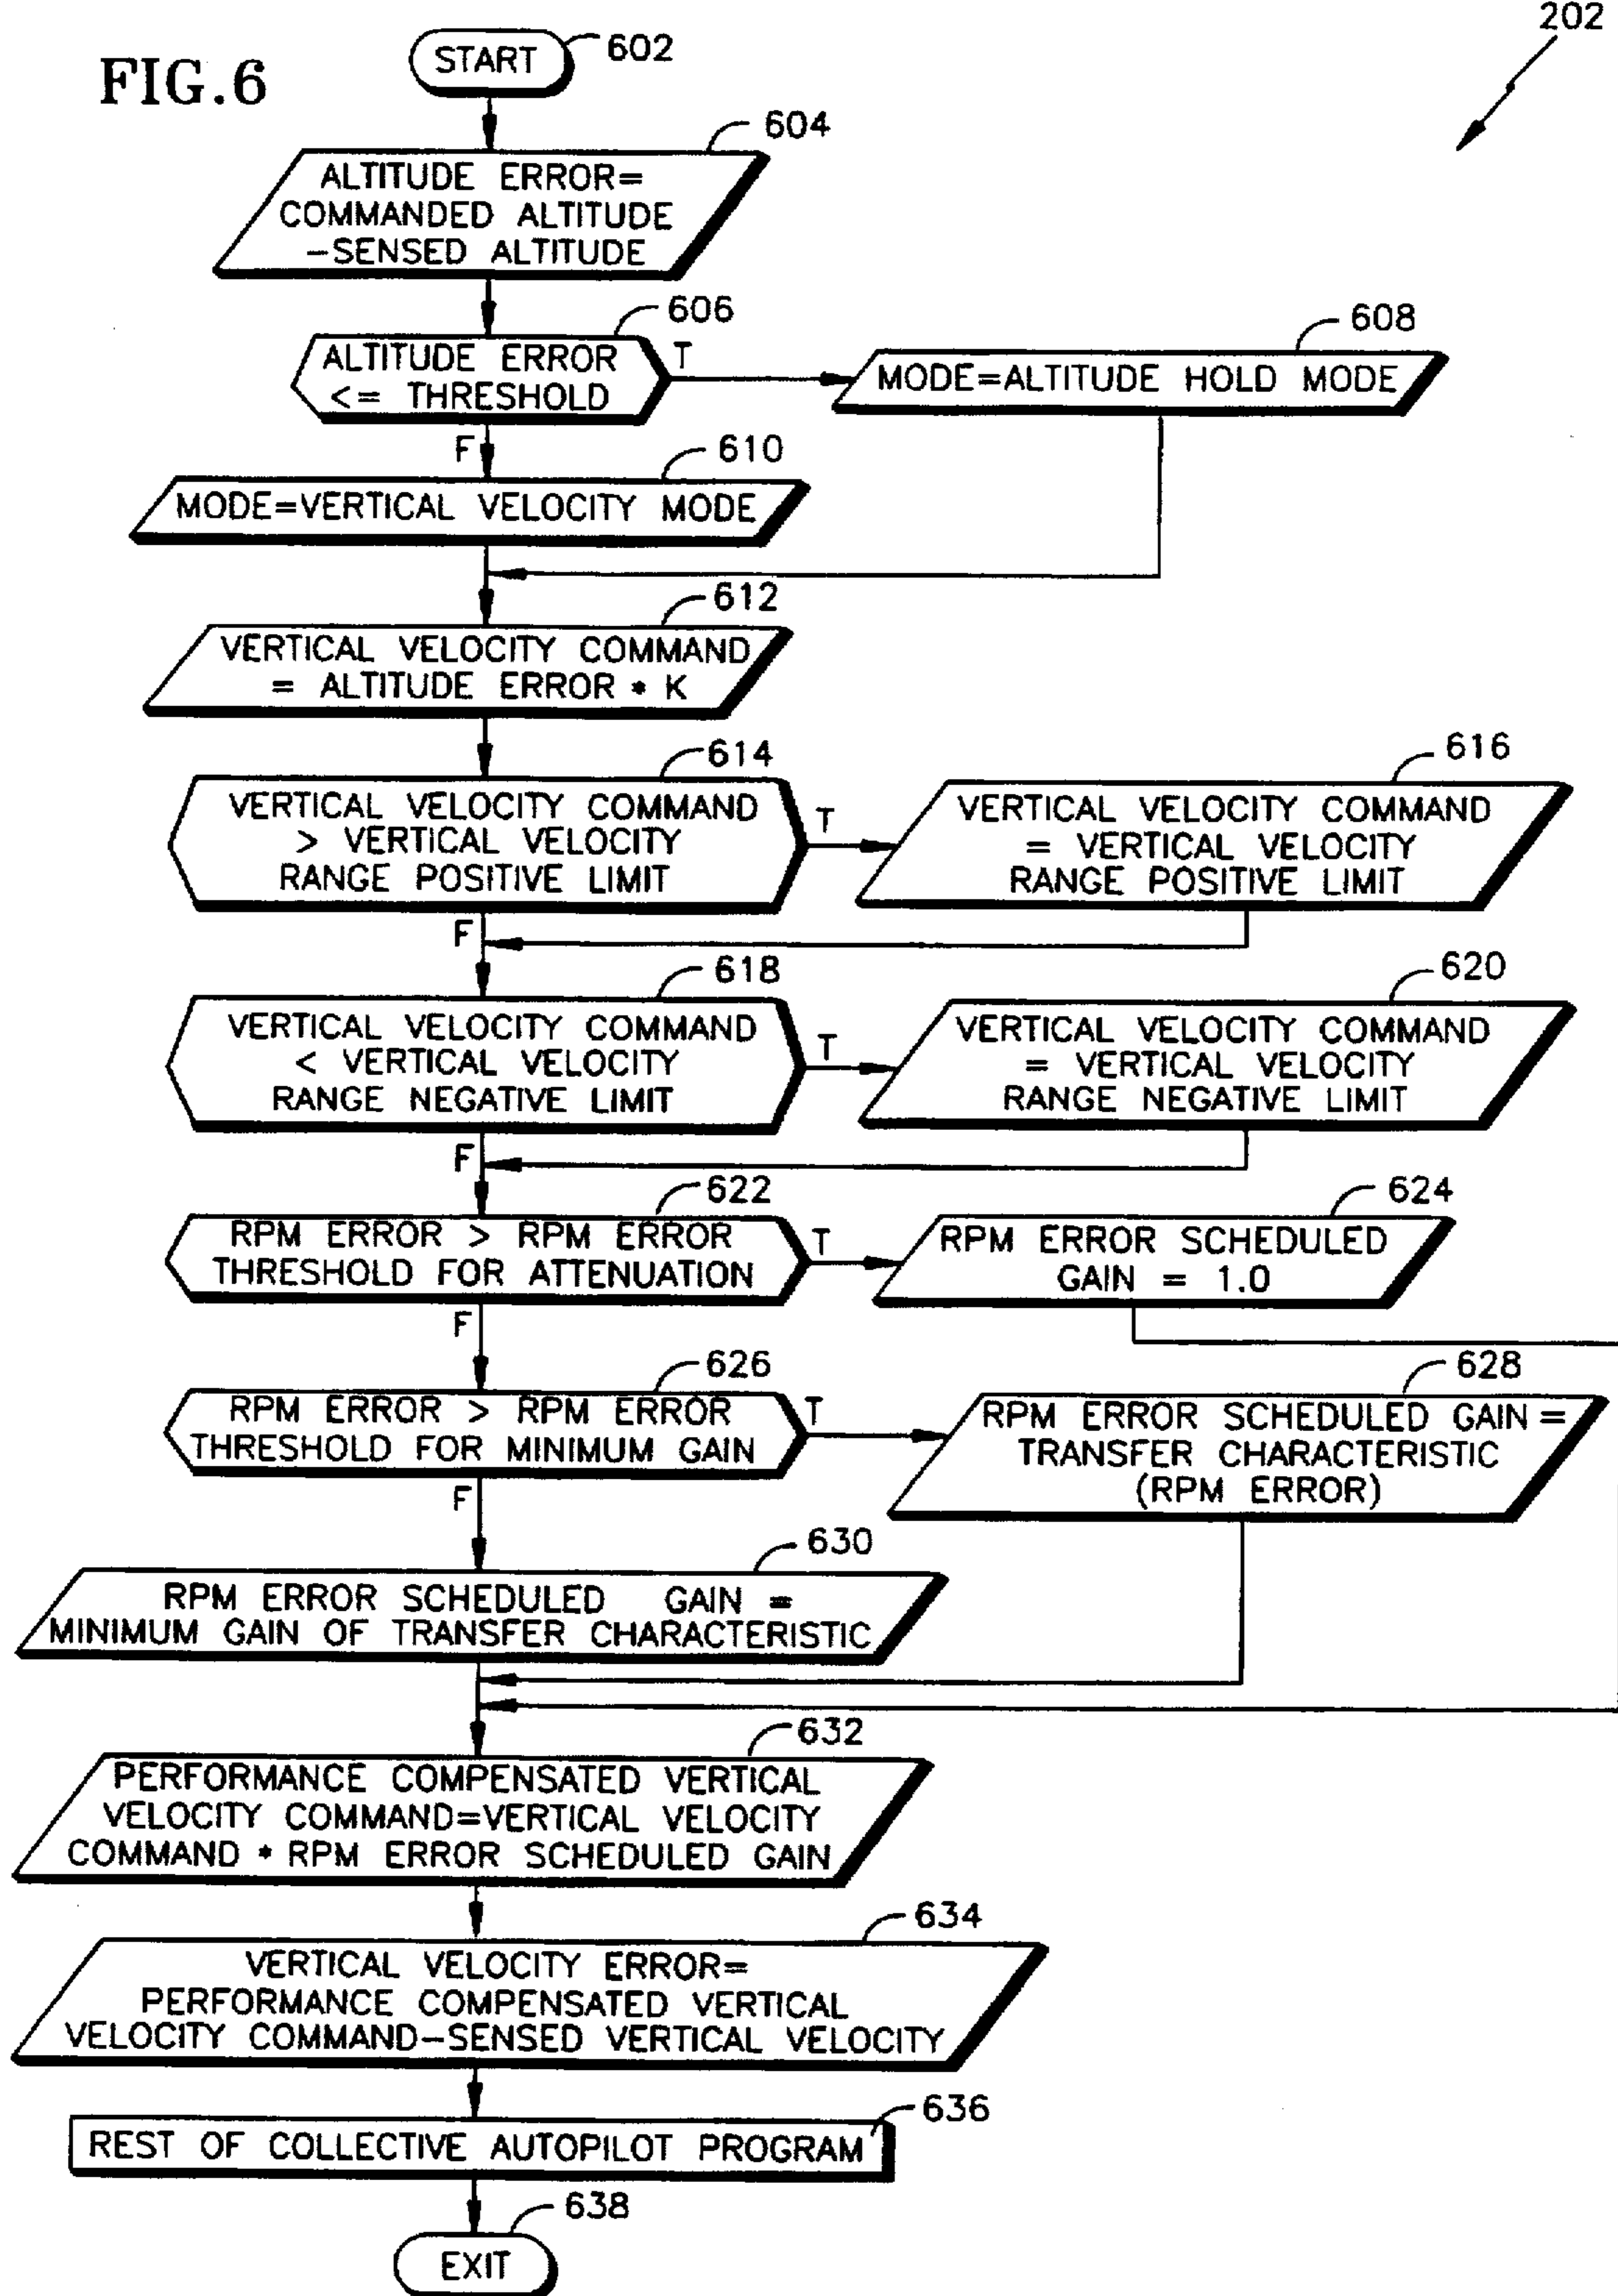 202
FIG.6
START
602
604
ALTITUDE ERROR=
COMMANDED ALTITUDE
-SENSED ALTITUDE
606
ALTITUDE ERROR
<= THRESHOLD
T
608
MODE=ALTITUDE HOLD MODE
F
610
MODE=VERTICAL VELOCITY MODE
612
VERTICAL VELOCITY COMMAND
= ALTITUDE ERROR * K
614
VERTICAL VELOCITY COMMAND
> VERTICAL VELOCITY
RANGE POSITIVE LIMIT
T
616
VERTICAL VELOCITY COMMAND
= VERTICAL VELOCITY
RANGE POSITIVE LIMIT
F
618
VERTICAL VELOCITY COMMAND
< VERTICAL VELOCITY
RANGE NEGATIVE LIMIT
T
620
VERTICAL VELOCITY COMMAND
= VERTICAL VELOCITY
RANGE NEGATIVE LIMIT
F
622
RPM ERROR > RPM ERROR
THRESHOLD FOR ATTENUATION
T
624
RPM ERROR SCHEDULED
GAIN = 1.0
F
626
RPM ERROR > RPM ERROR
THRESHOLD FOR MINIMUM GAIN
T
628
RPM ERROR SCHEDULED GAIN =
TRANSFER CHARACTERISTIC
(RPM ERROR)
F
630
RPM ERROR SCHEDULED GAIN =
MINIMUM GAIN OF TRANSFER CHARACTERISTIC
632
PERFORMANCE COMPENSATED VERTICAL
VELOCITY COMMAND=VERTICAL VELOCITY
COMMAND * RPM ERROR SCHEDULED GAIN
634
VERTICAL VELOCITY ERROR=
PERFORMANCE COMPENSATED VERTICAL
VELOCITY COMMAND-SENSED VERTICAL VELOCITY
636
REST OF COLLECTIVE AUTOPILOT PROGRAM
638
EXIT